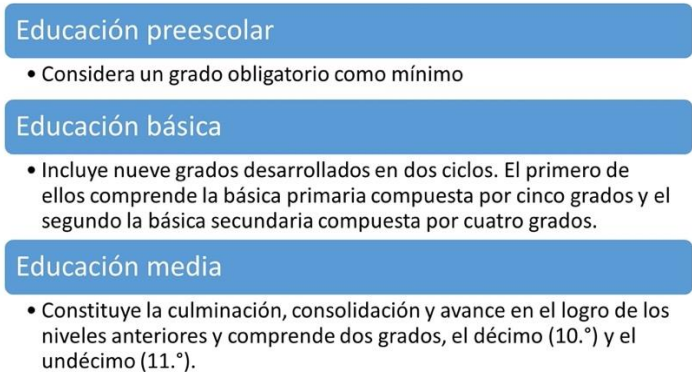 Educación preescolar
• Considera un grado obligatorio como mínimo
Educación básica
• Incluye nueve grados desarrollados en dos ciclos. El primero de
ellos comprende la básica primaria compuesta por cinco grados y el
segundo la básica secundaria compuesta por cuatro grados.
Educación media
• Constituye la culminación, consolidación y avance en el logro de los
niveles anteriores y comprende dos grados, el décimo (10.°) y el
undécimo (11.°).